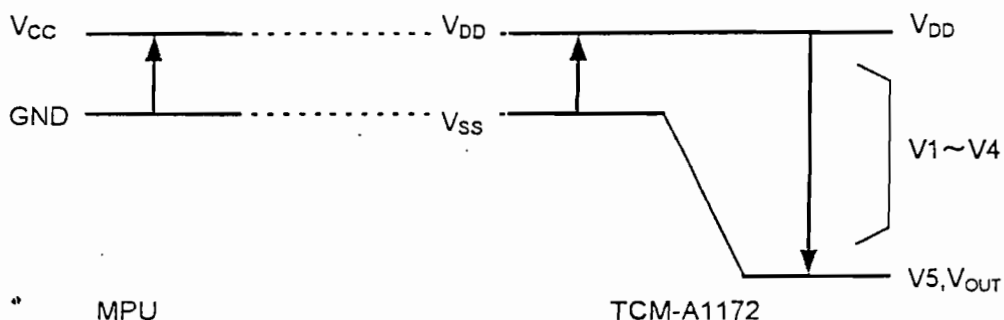 VCC VDD VDD
GND VSS
V1~V4
V5,VOUT
MPU TCM-A1172